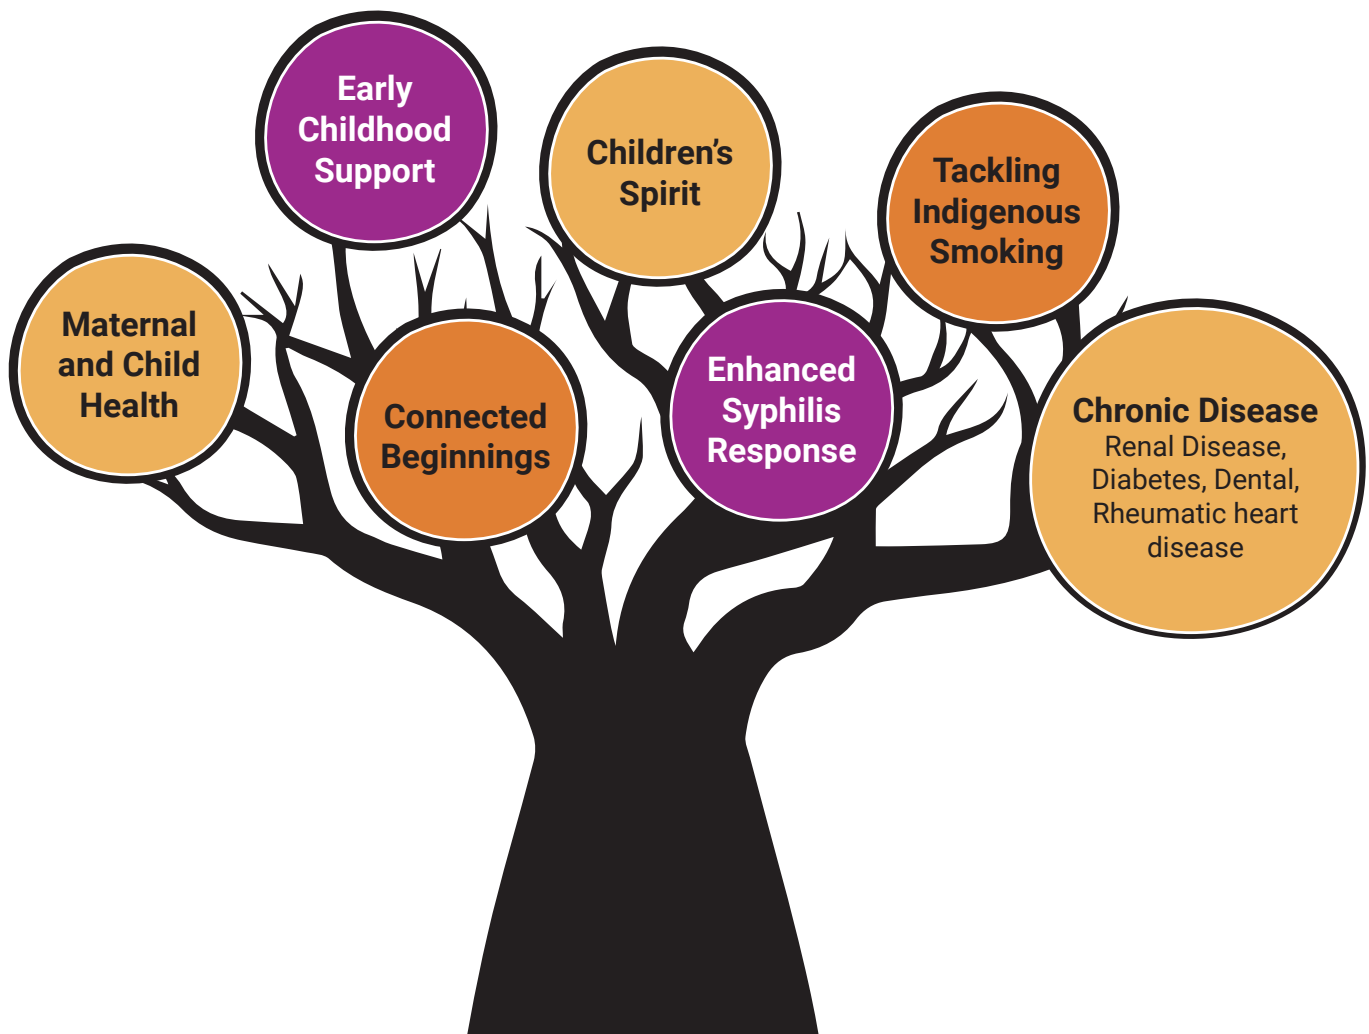 Early
Childhood
Support
Children’s
Spirit
Tackling
Indigenous
Smoking
Maternal
and Child
Health
Connected
Beginnings
Enhanced
Syphilis
Response
Chronic Disease
Renal Disease,
Diabetes, Dental,
Rheumatic heart
disease